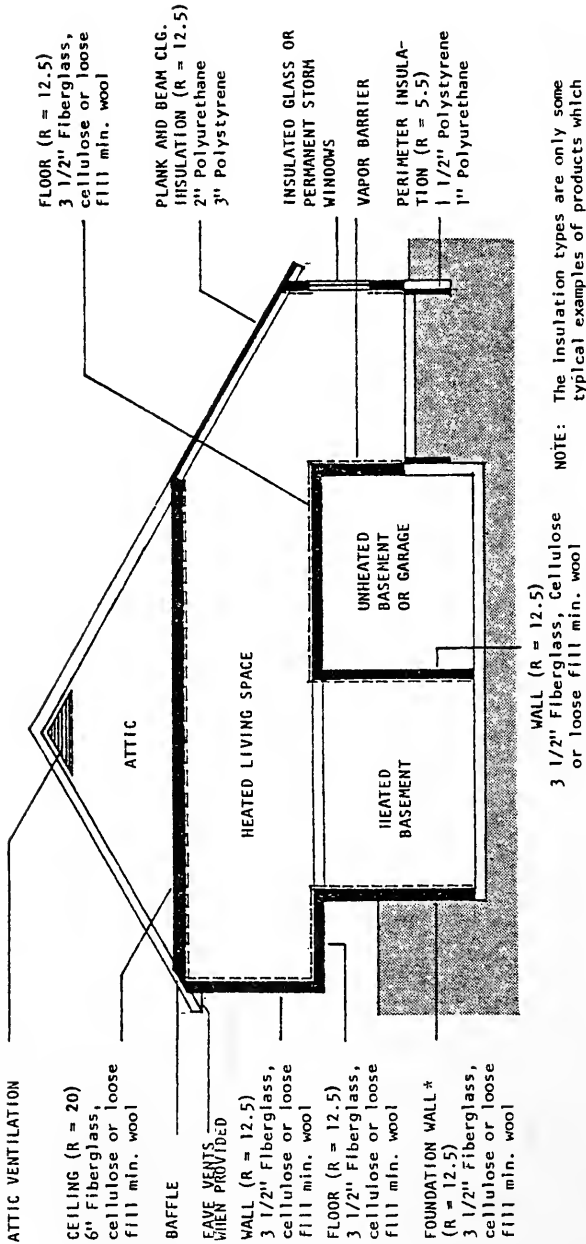 ATTIC VENTILATION
CEILING (R = 20)
6" Fiberglass,
cellulose or loose
fill min. wool
BAFFLE
EAVE VENTS
WHEN PROVIDED
WALL (R = 12.5)
3 1/2" Fiberglass,
cellulose or loose
fill min. wool
FLOOR (R = 12.5)
3 1/2" Fiberglass,
cellulose or loose
fill min. wool
FOUNDATION WALL *
(R = 12.5)
3 1/2" Fiberglass,
cellulose or loose
fill min. wool
ATTIC
HEATED LIVING SPACE
HEATED
BASEMENT
UNHEATED
BASEMENT
OR GARAGE
WALL (R = 12.5)
3 1/2" Fiberglass, Cellulose
or loose fill min. wool
FLOOR (R = 12.5)
3 1/2" Fiberglass,
cellulose or loose
fill min. wool
PLANK AND BEAM CLG.
INSULATION (R = 12.5)
2" Polyurethane
3" Polystyrene
INSULATED GLASS OR
PERMANENT STORM
WINDOWS
VAPOR BARRIER
PERIMETER INSULA-
TION (R = 5.5)
1 1/2" Polystyrene
1" Polyurethane
NOTE: The insulation types are only some
typical examples of products which